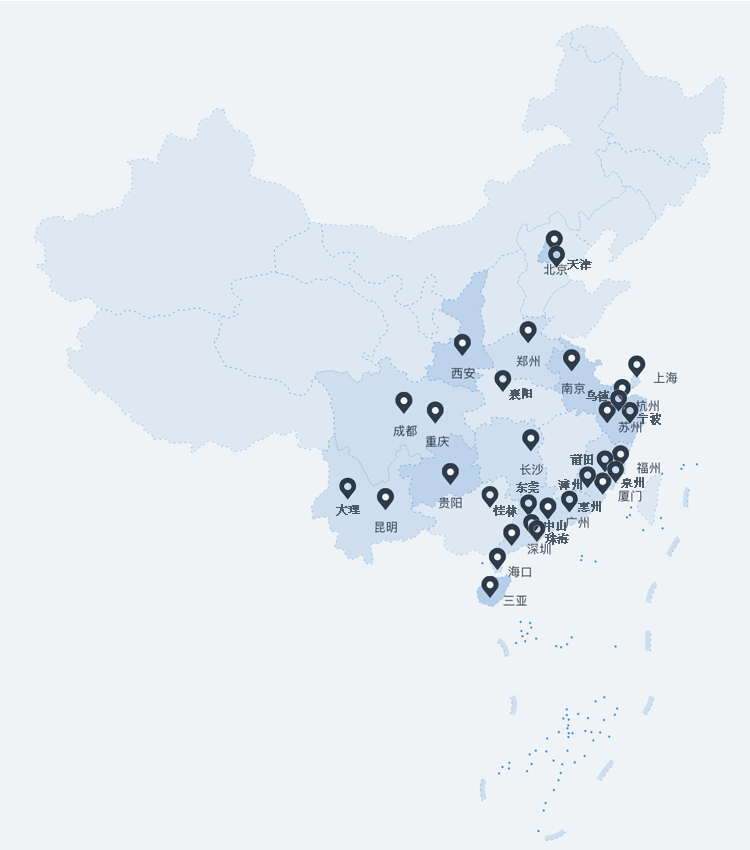 北京
天津
郑州
西安
上海
南京
襄阳
杭州
宁波
苏州
成都
重庆
长沙
莆田
福州
泉州
漳州
厦门
东莞
贵阳
大理
桂林
惠州
昆明
中山
广州
珠海
深圳
海口
三亚